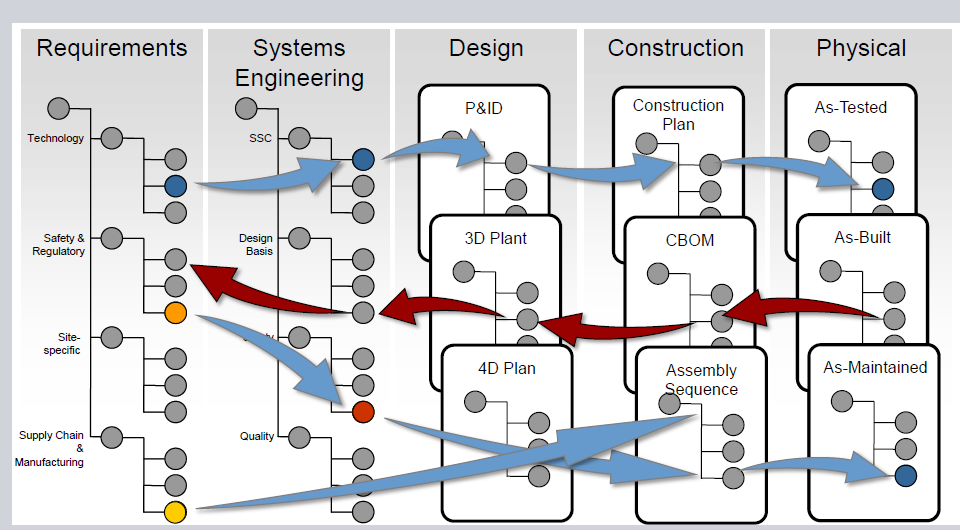 Requirements
Systems
Engineering
Design
Construction
Physical
Technology
Safety &
Regulatory
Site-
specific
Supply Chain
&
Manufacturing
SSC
Design
Basis
Quality
P&ID
3D Plant
4D Plan
Construction
Plan
CBOM
Assembly
Sequence
As-Tested
As-Built
As-Maintained